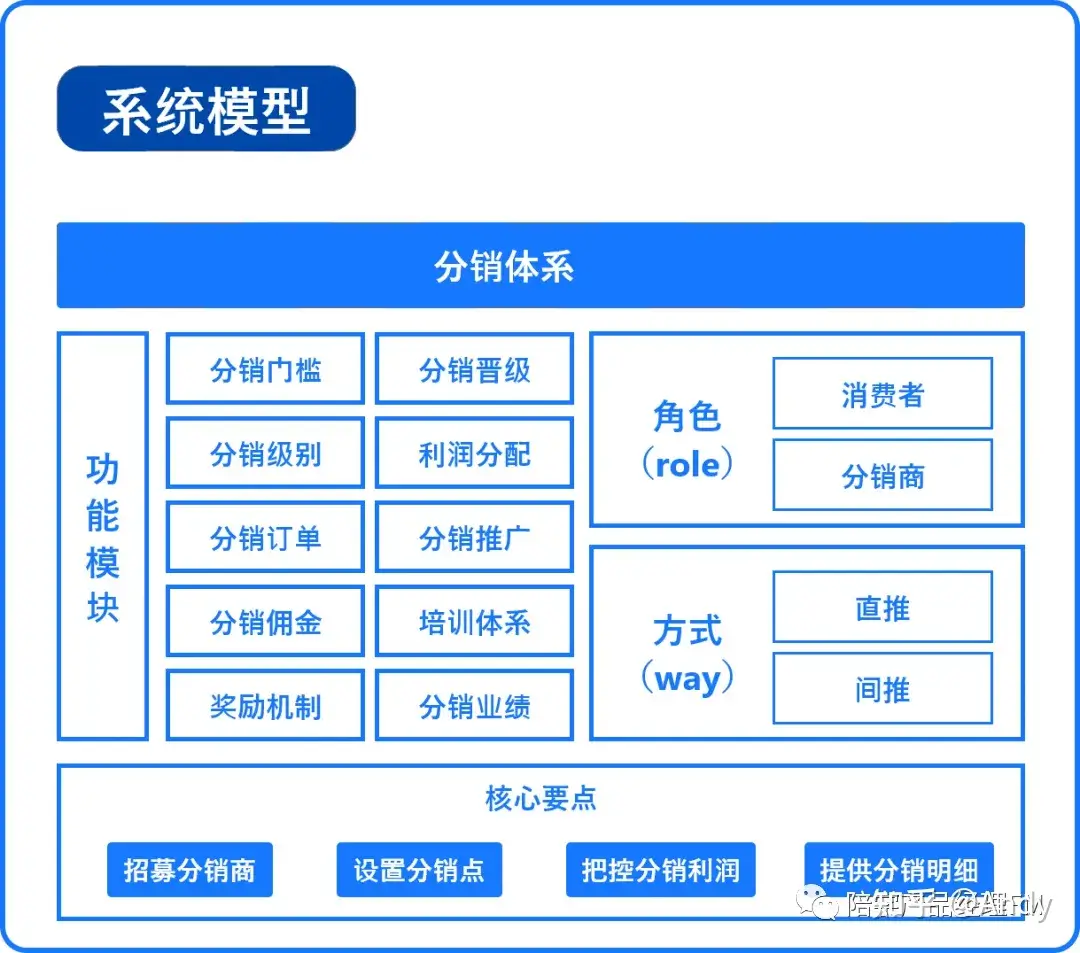 系统模型
分销体系
功能模块
分销门槛
分销晋级
分销级别
利润分配
分销订单
分销推广
分销佣金
培训体系
奖励机制
分销业绩
角色
（role）
消费者
分销商
方式
（way）
直推
间推
核心要点
招募分销商
设置分销点
把控分销利润
提供分销明细